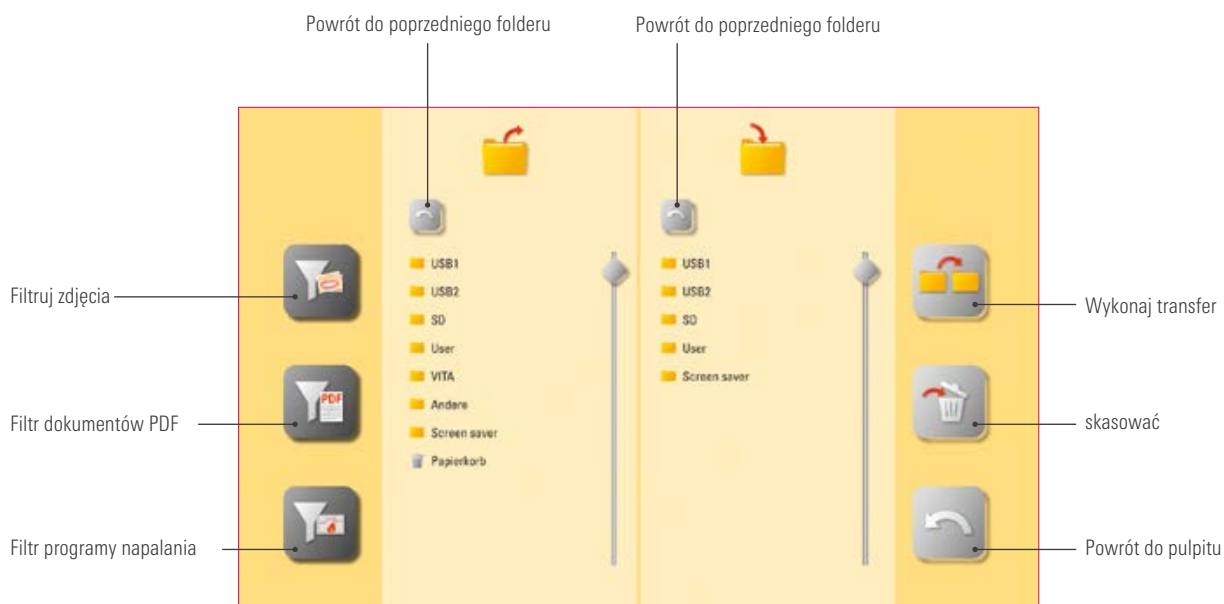 Powrót do poprzedniego folderu
Powrót do poprzedniego folderu
Filtruj zdjęcia
Filtr dokumentów PDF
PDF
Filtr programy napalania
USB1
USB2
SD
User
VITA
Andere
Screen saver
Papierkorb
USB1
USB2
SD
User
Screen saver
Wykonaj transfer
skasować
Powrót do pulpitu